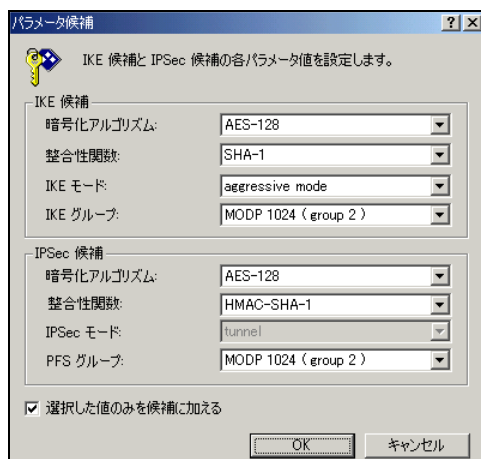 パラメータ候補
IKE 候補と IPSec 候補の各パラメータ値を設定します。
IKE 候補
暗号化アルゴリズム: AES-128
整合性関数: SHA-1
IKE モード: aggressive mode
IKE グループ: MODP 1024 ( group 2 )
IPSec 候補
暗号化アルゴリズム: AES-128
整合性関数: HMAC-SHA-1
IPSec モード: tunnel
PFS グループ: MODP 1024 ( group 2 )
選択した値のみを候補に加える
OK キャンセル